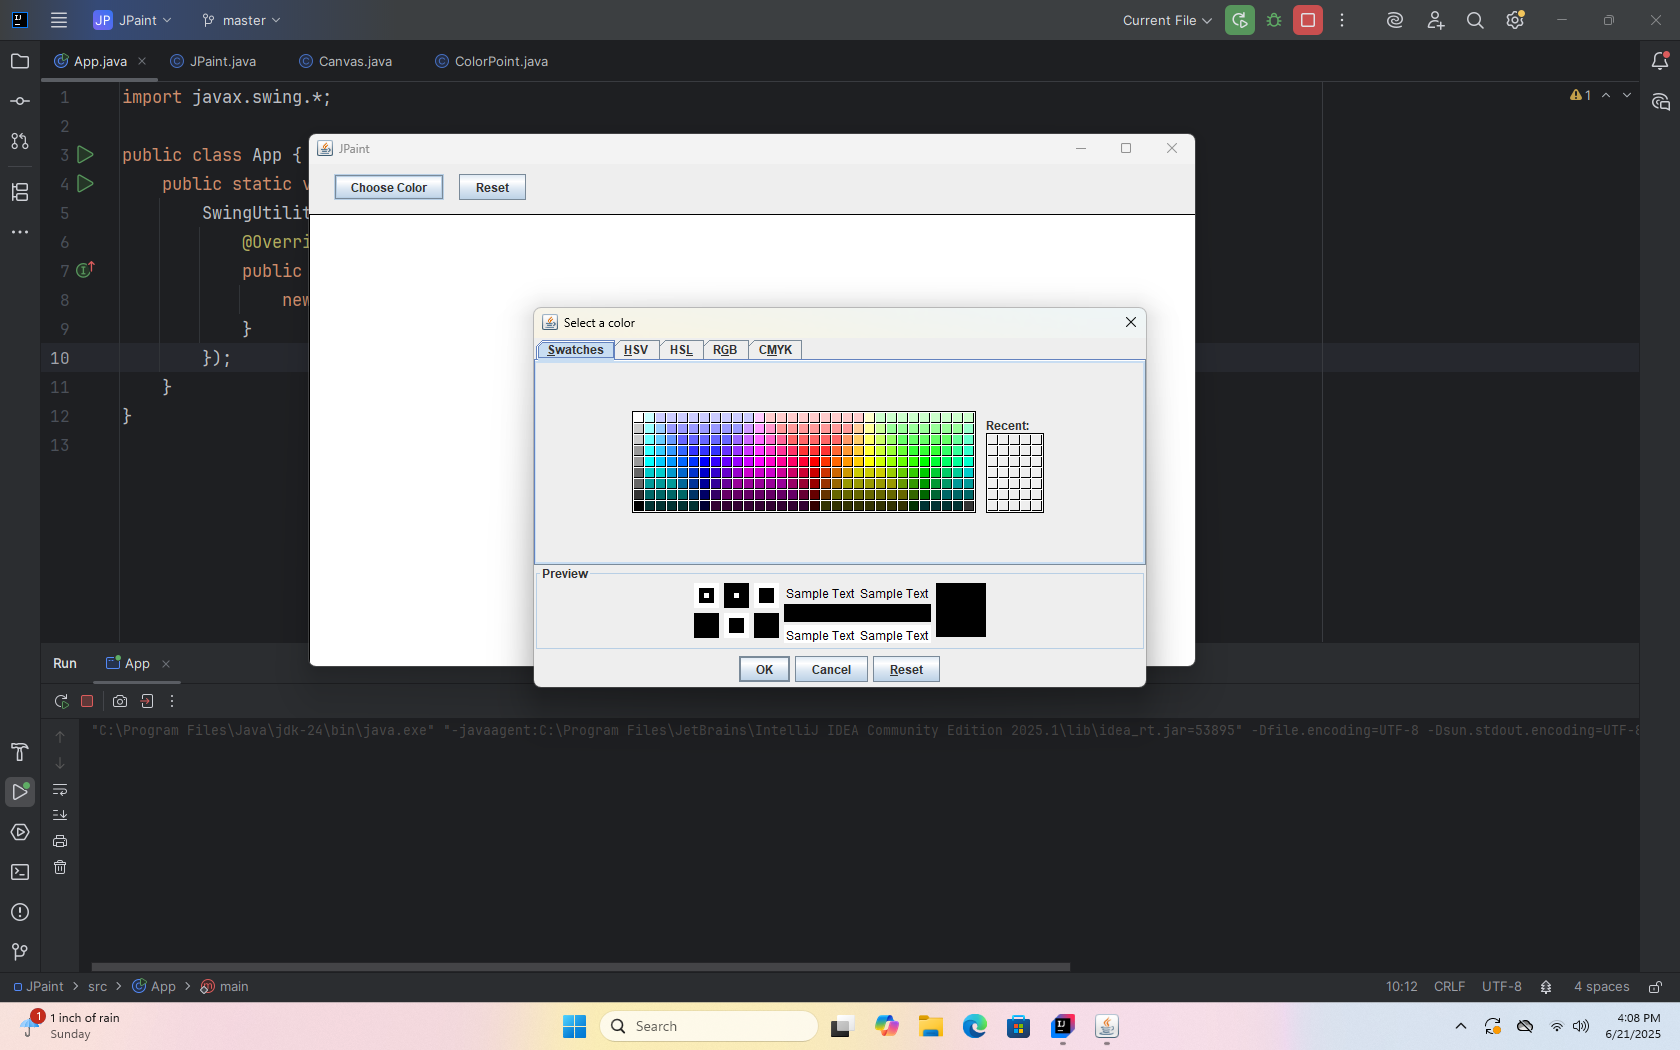 JP JPaint master Current File
App.java JPaint.java Canvas.java ColorPoint.java
1 import javax.swing.*; 1
2
3 public class App {
4 public static v
5 SwingUtilit
6 @Overri
7 public
8 new
9 }
10 });
11 }
12 }
13
JPaint
Choose Color Reset
Select a color
Swatches HSV HSL RGB CMYK
Recent:
Preview
Sample Text Sample Text
Sample Text Sample Text
OK Cancel Reset
Run App
"C:\Program Files\Java\jdk-24\bin\java.exe" "-javaagent:C:\Program Files\JetBrains\IntelliJ IDEA Community Edition 2025.1\lib\idea_rt.jar=53895" -Dfile.encoding=UTF-8 -Dsun.stdout.encoding=UTF-8
JPaint src App main 10:12 CRLF UTF-8 4 spaces
1
1 inch of rain
Sunday
Search
4:08 PM
6/21/2025